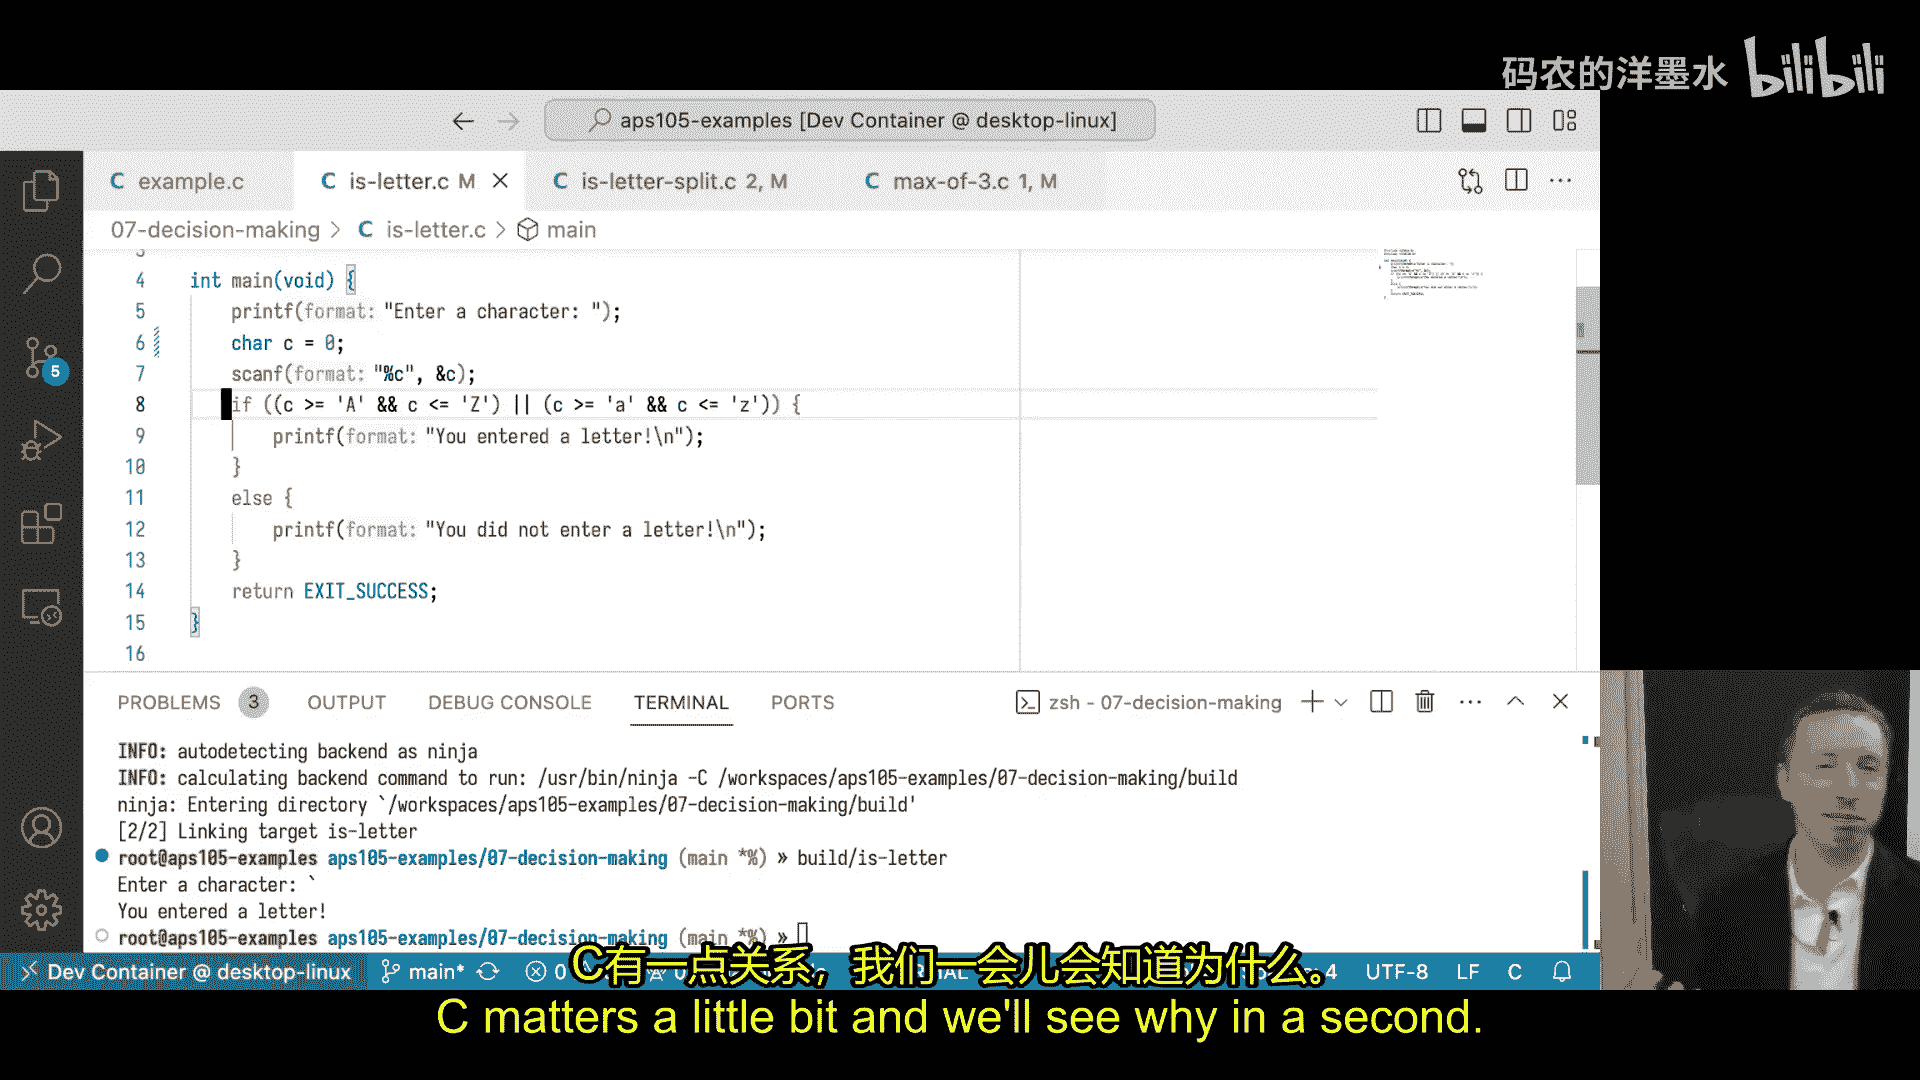 码农的洋墨水 bilibili
aps105-examples [Dev Container @ desktop-linux]
example.c
is-letter.c M
is-letter-split.c 2, M
max-of-3.c 1, M
07-decision-making > C is-letter.c > main
4 int main(void) {
5 printf(format: "Enter a character: ");
6 char c = 0;
7 scanf(format: "%c", &c);
8 if ((c >= 'A' && c <= 'Z') || (c >= 'a' && c <= 'z')) {
9 printf(format: "You entered a letter!\n");
10 }
11 else {
12 printf(format: "You did not enter a letter!\n");
13 }
14 return EXIT_SUCCESS;
15 }
16
5
PROBLEMS 3 OUTPUT DEBUG CONSOLE TERMINAL PORTS zsh - 07-decision-making
INFO: autodetecting backend as ninja
INFO: calculating backend command to run: /usr/bin/ninja -C /workspaces/aps105-examples/07-decision-making/build
ninja: Entering directory `/workspaces/aps105-examples/07-decision-making/build'
[2/2] Linking target is-letter
root@aps105-examples aps105-examples/07-decision-making (main *%) » build/is-letter
Enter a character: `
You entered a letter!
root@aps105-examples aps105-examples/07-decision-making (main *%) »
Dev Container @ desktop-linux main* 0 4 UTF-8 LF C
C有一点关系，我们一会儿会知道为什么。
C matters a little bit and we'll see why in a second.